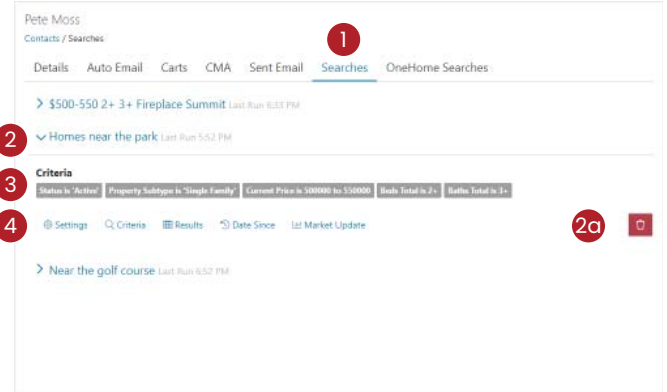 Pete Moss
Contacts / Searches
1
Details Auto Email Carts CMA Sent Email Searches OneHome Searches
$500-550 2+ 3+ Fireplace Summit Last Run 6:33 PM
2 Homes near the park Last Run 5:52 PM
Criteria
3 Status is 'Active' Property Subtype is 'Single Family' Current Price is 500000 to 550000 Beds Total is 2+ Baths Total is 3+
4 Settings Criteria Results Date Since Market Update 2a
Near the golf course Last Run 6:52 PM